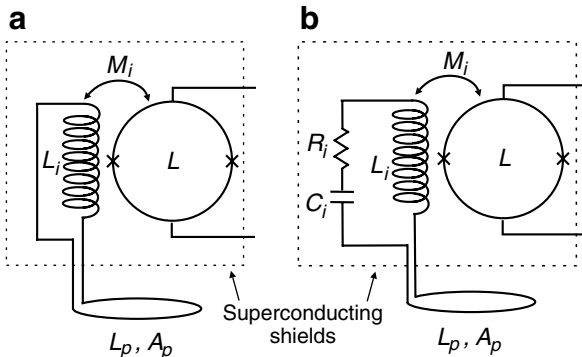 a
M_i
L_i
L
L_p, A_p
b
M_i
R_i
L_i
L
C_i
L_p, A_p
Superconducting
shields